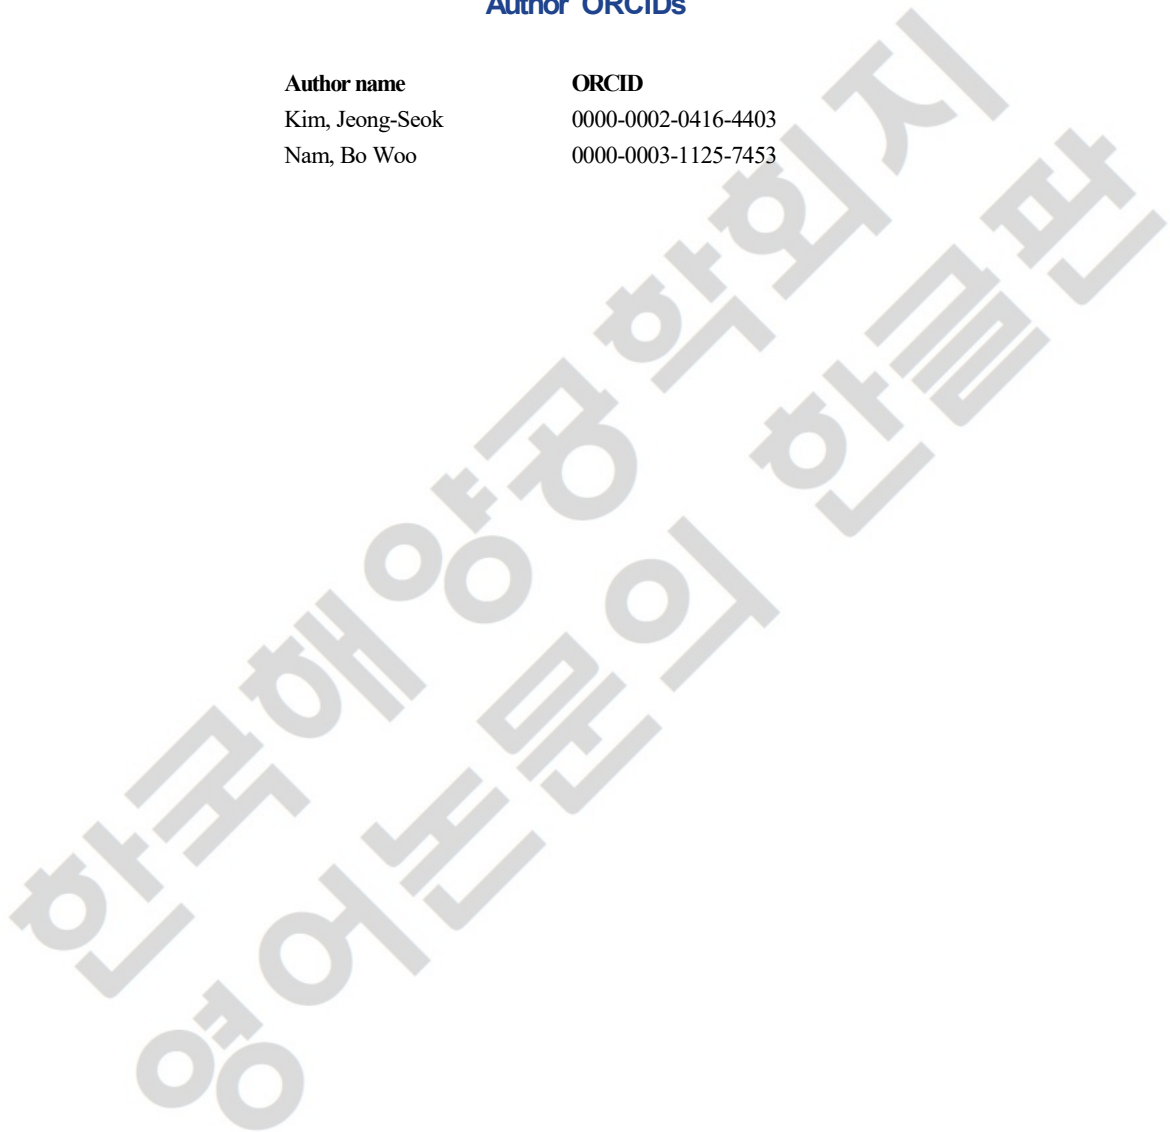 Author ORCIDs
Author name ORCID
Kim, Jeong-Seok 0000-0002-0416-4403
Nam, Bo Woo 0000-0003-1125-7453
한국해양공학회지
영어논문의 한글판